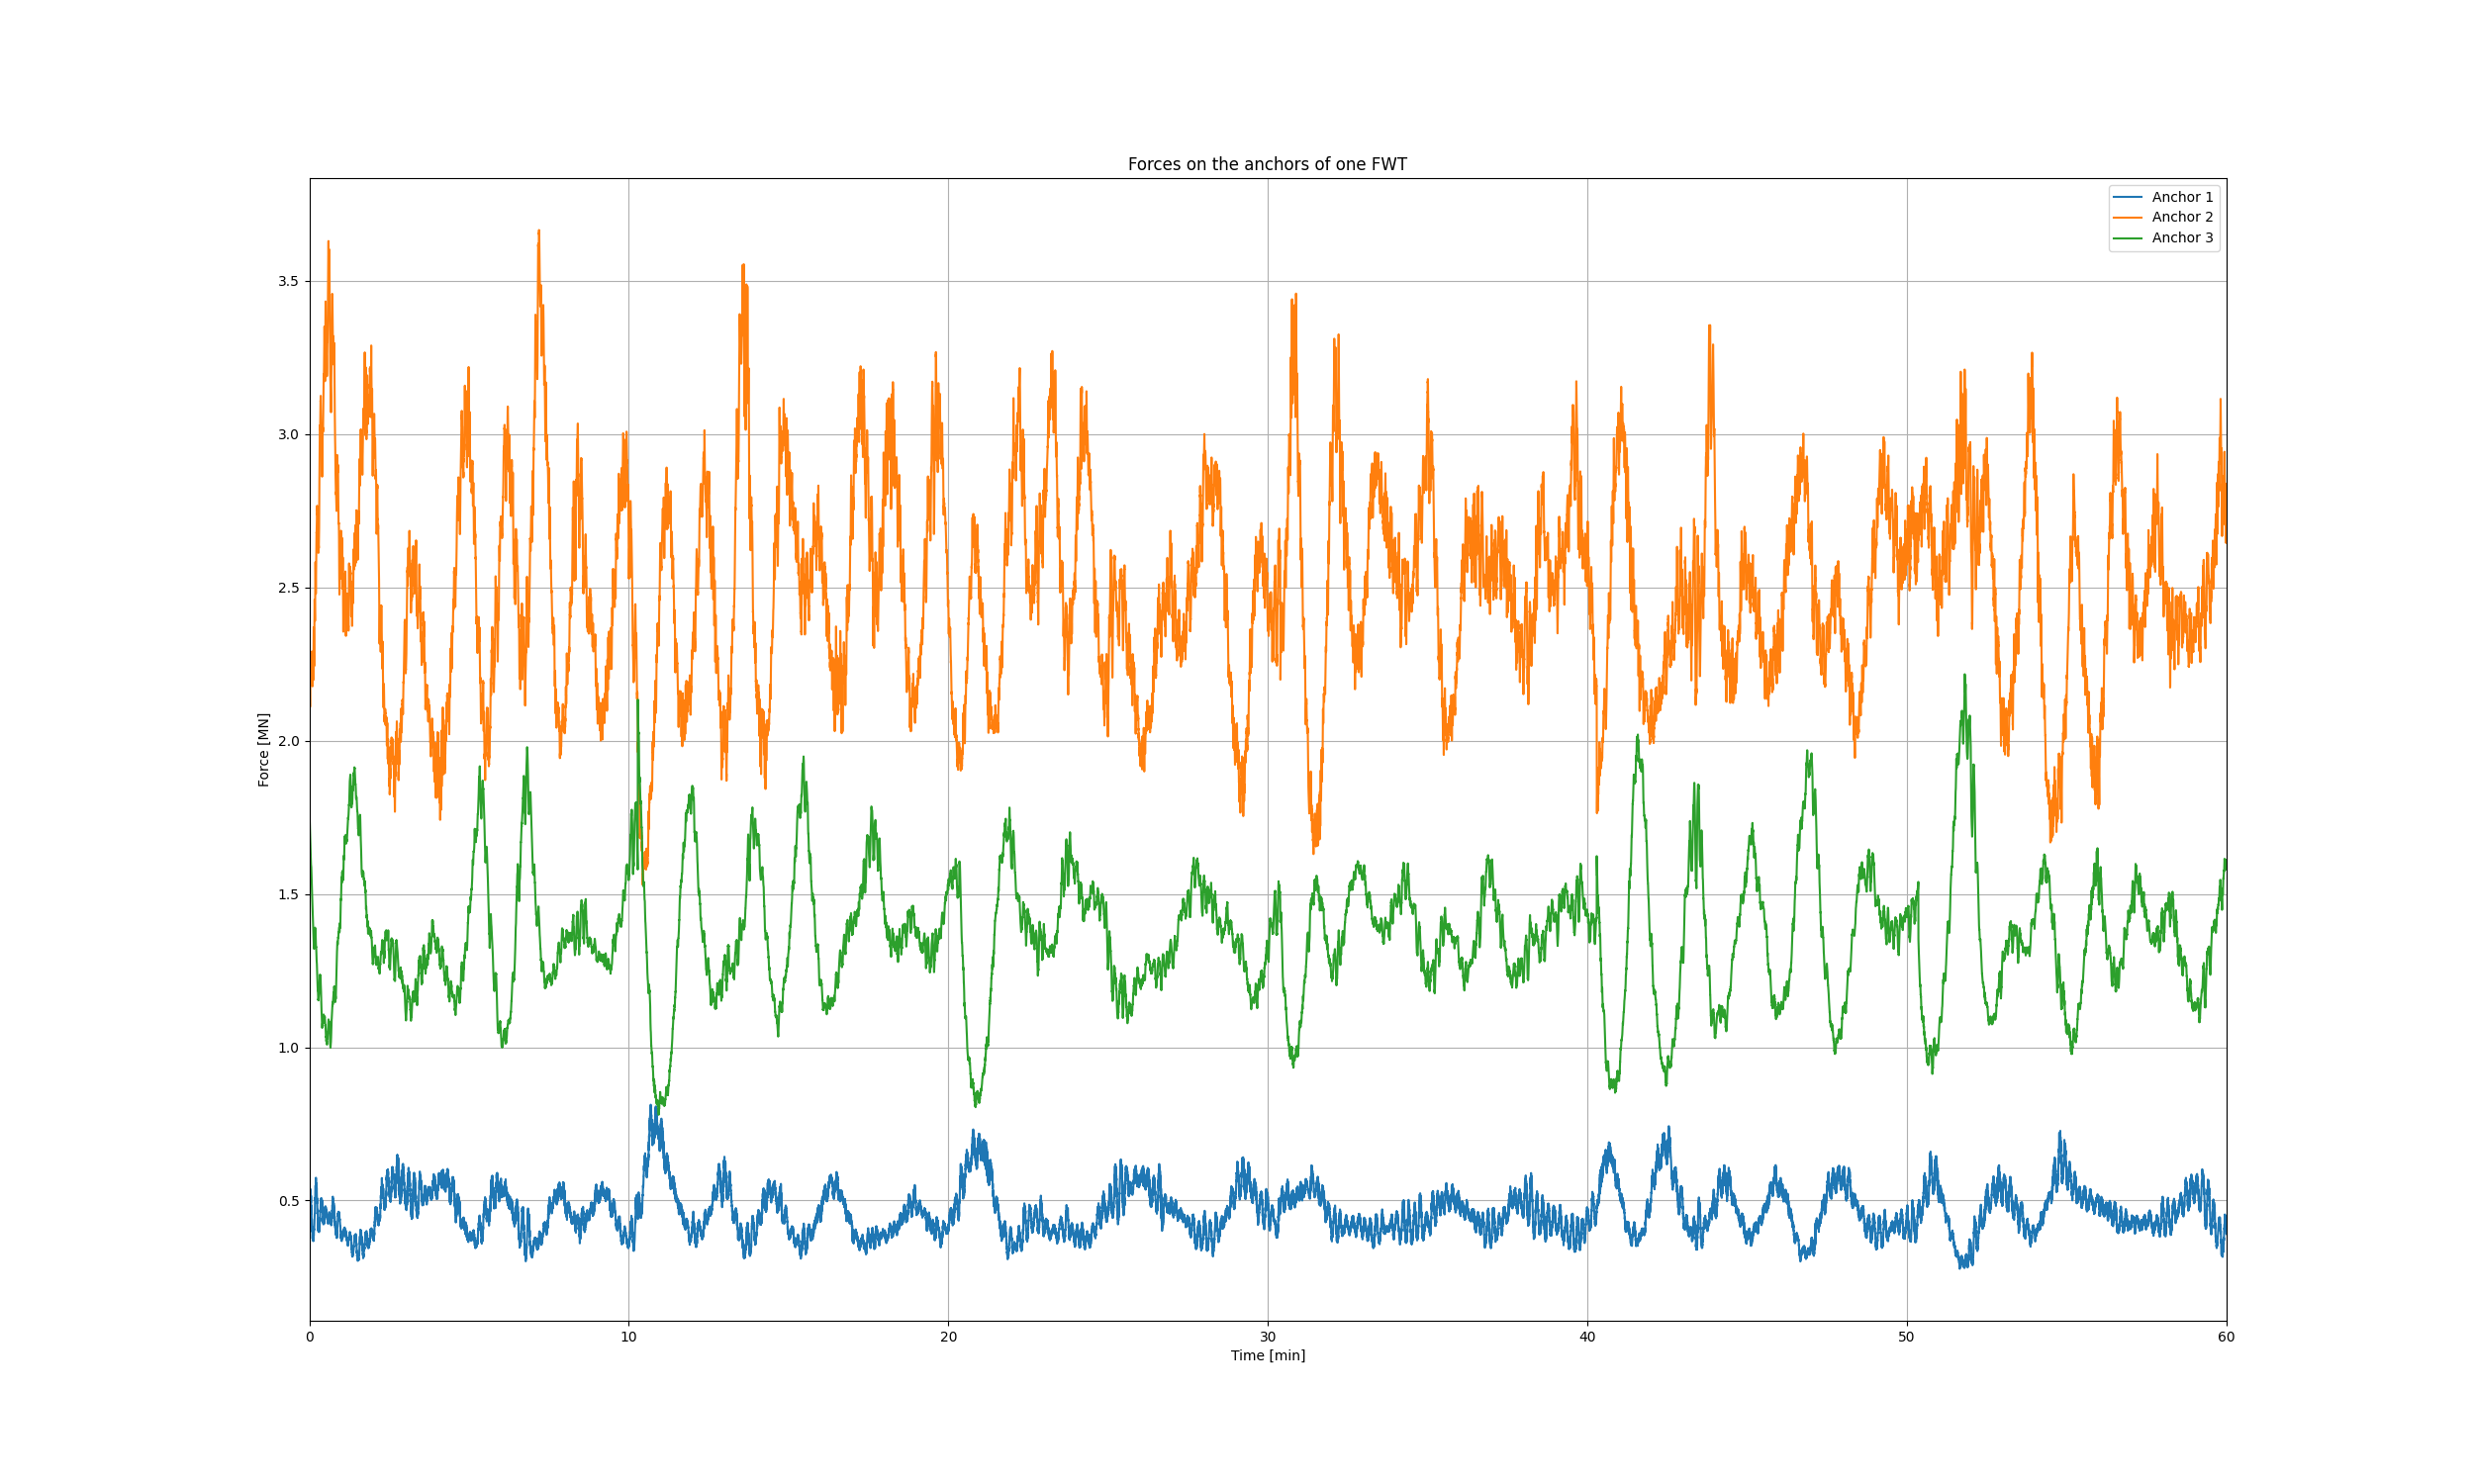 Forces on the anchors of one FWT
Anchor 1
Anchor 2
Anchor 3
Force [MN]
3.5
3.0
2.5
2.0
1.5
1.0
0.5
0 10 20 30 40 50 60
Time [min]